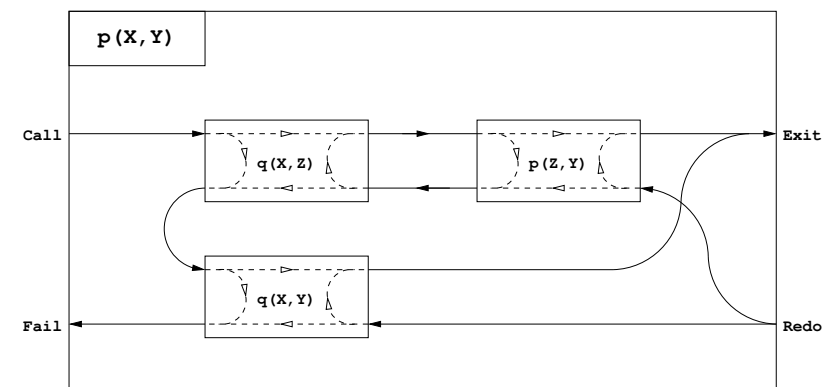 p(X,Y)
Call
Exit
q(X,Z)
p(Z,Y)
q(X,Y)
Fail
Redo